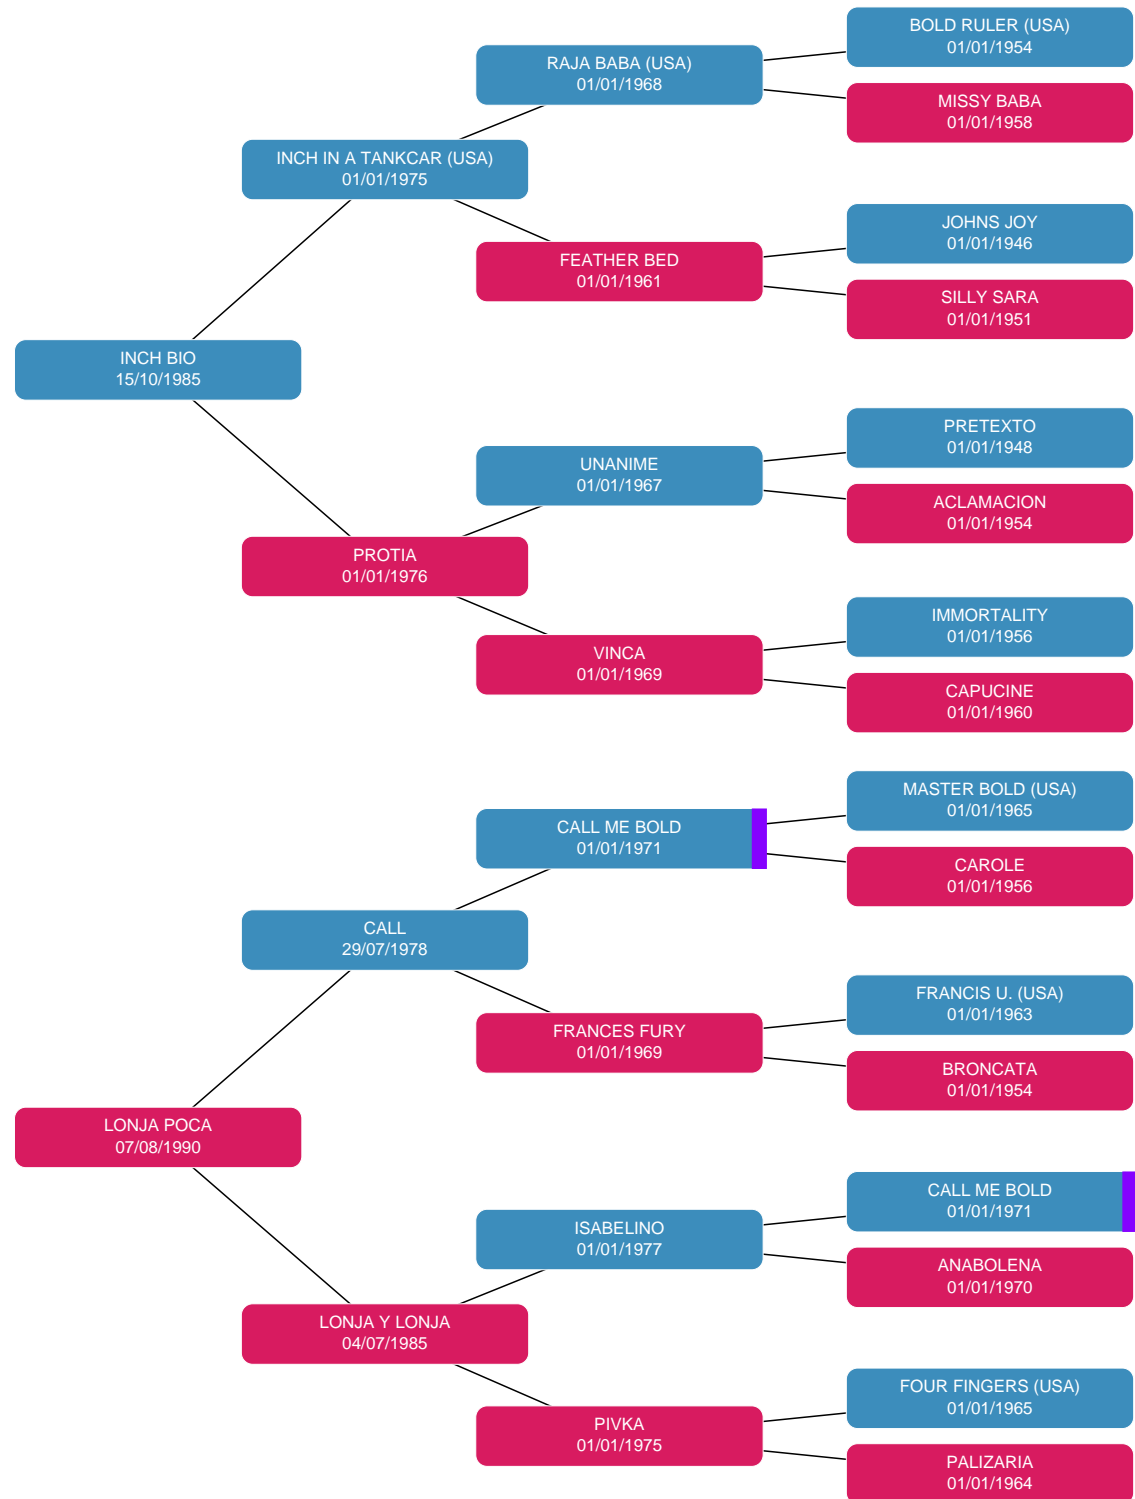 BOLD RULER (USA)
01/01/1954
RAJA BABA (USA)
01/01/1968
MISSY BABA
01/01/1958
INCH IN A TANKCAR (USA)
01/01/1975
JOHNS JOY
01/01/1946
FEATHER BED
01/01/1961
SILLY SARA
01/01/1951
INCH BIO
15/10/1985
PRETEXTO
01/01/1948
UNANIME
01/01/1967
ACLAMACION
01/01/1954
PROTIA
01/01/1976
IMMORTALITY
01/01/1956
VINCA
01/01/1969
CAPUCINE
01/01/1960
MASTER BOLD (USA)
01/01/1965
CALL ME BOLD
01/01/1971
CAROLE
01/01/1956
CALL
29/07/1978
FRANCIS U. (USA)
01/01/1963
FRANCES FURY
01/01/1969
BRONCATA
01/01/1954
LONJA POCA
07/08/1990
CALL ME BOLD
01/01/1971
ISABELINO
01/01/1977
ANABOLENA
01/01/1970
LONJA Y LONJA
04/07/1985
FOUR FINGERS (USA)
01/01/1965
PIVKA
01/01/1975
PALIZARIA
01/01/1964